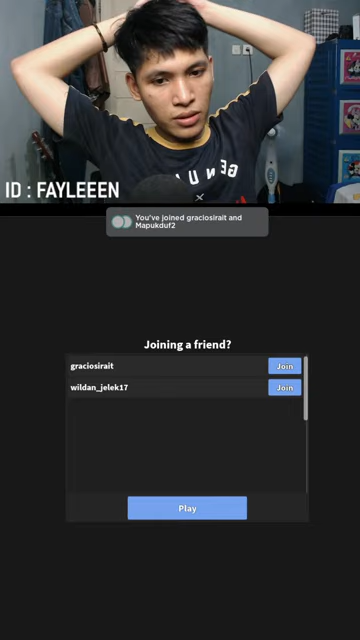 ID : FAYLEEEN
You've joined graciosirait and
Mapukduf2
Joining a friend?
graciosirait Join
wildan_jelek17 Join
Play